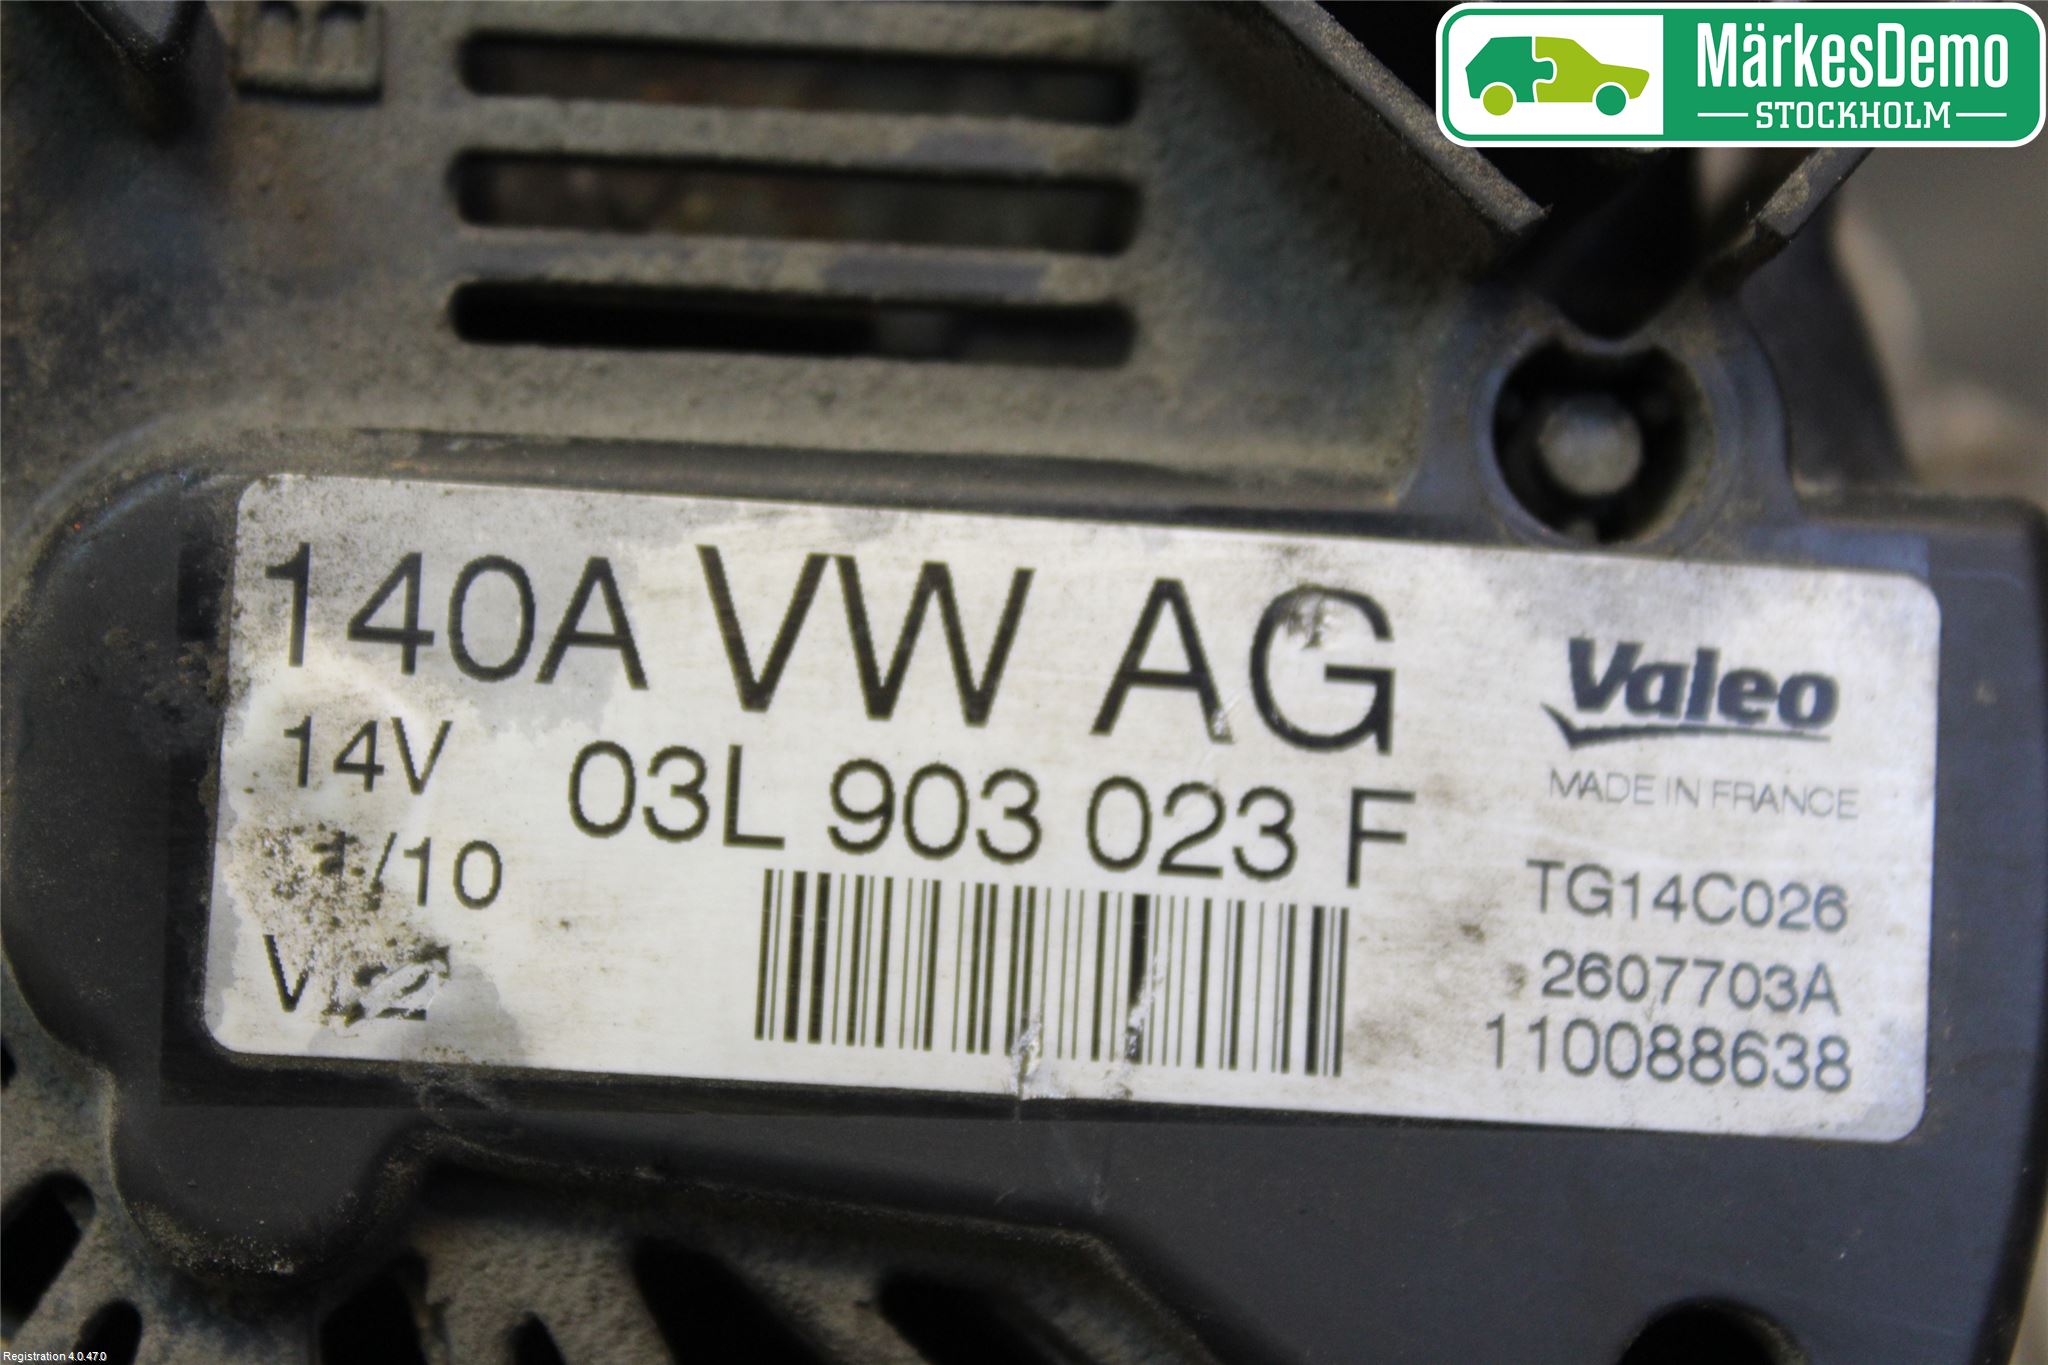 MärkesDemo
STOCKHOLM
140A VW AG
14V 03L 903 023 F
/10
Valeo
MADE IN FRANCE
TG14C026
2607703A
110088638
Registration 4.0.47.0